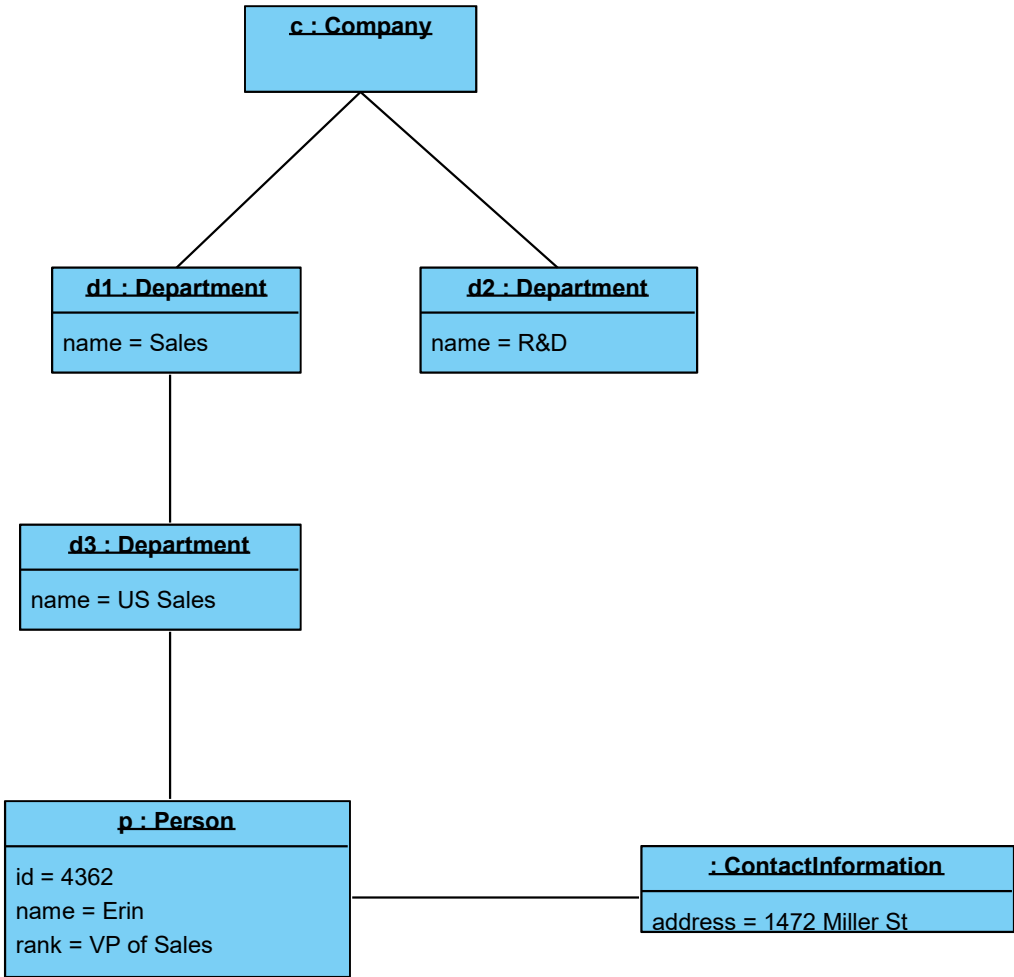 c : Company
d1 : Department
name = Sales
d2 : Department
name = R&D
d3 : Department
name = US Sales
p : Person
id = 4362
name = Erin
rank = VP of Sales
: ContactInformation
address = 1472 Miller St